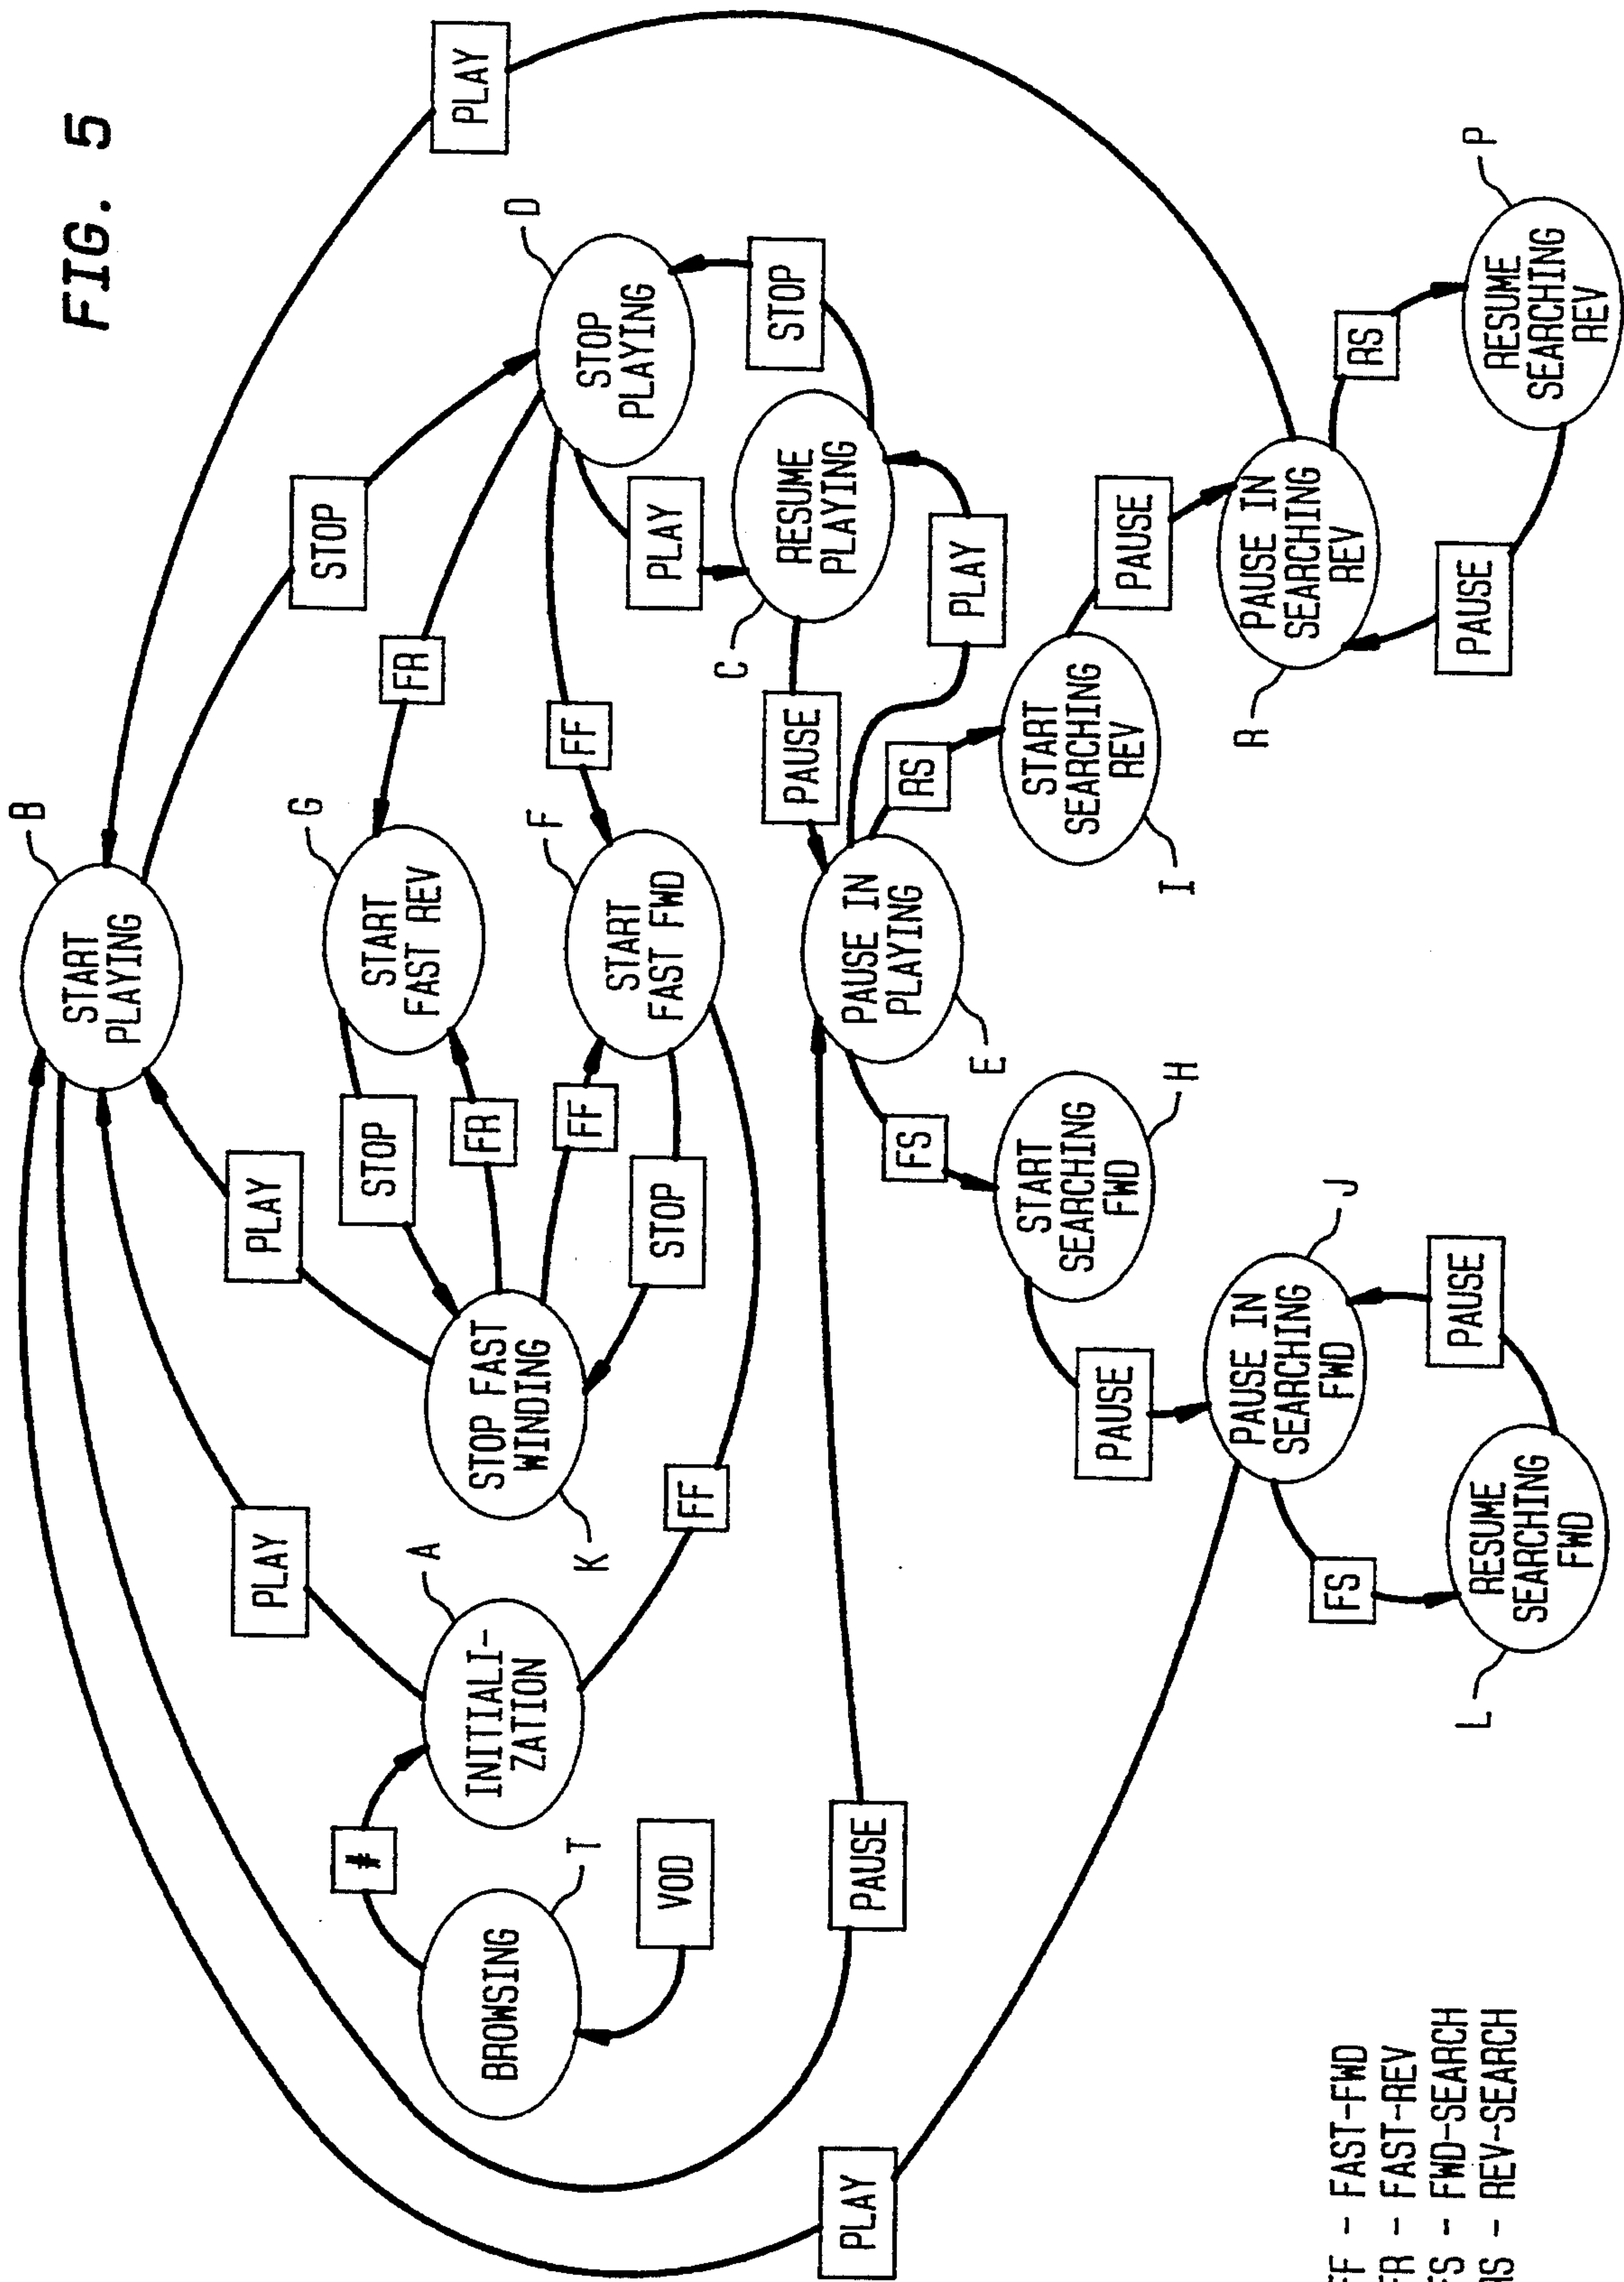 FIG. 5
PLAY
START
PLAYING
B
STOP
STOP
PLAYING
D
FR
START
FAST REV
G
FF
START
FAST FWD
F
PLAY
RESUME
PLAYING
C
STOP
PLAY
PLAY
STOP
FR
FF
STOP
STOP FAST
WINDING
K
FF
INITIALI-
ZATION
A
#
BROWSING
T
VOD
PAUSE
PLAY
PAUSE
PAUSE IN
PLAYING
E
PLAY
RS
START
SEARCHING
REV
I
PAUSE
PAUSE IN
SEARCHING
REV
R
RS
RESUME
SEARCHING
REV
P
PAUSE
FS
START
SEARCHING
FWD
H
PAUSE
PAUSE IN
SEARCHING
FWD
J
FS
RESUME
SEARCHING
FWD
L
PAUSE
FF - FAST-FWD
FR - FAST-REV
FS - FWD-SEARCH
RS - REV-SEARCH